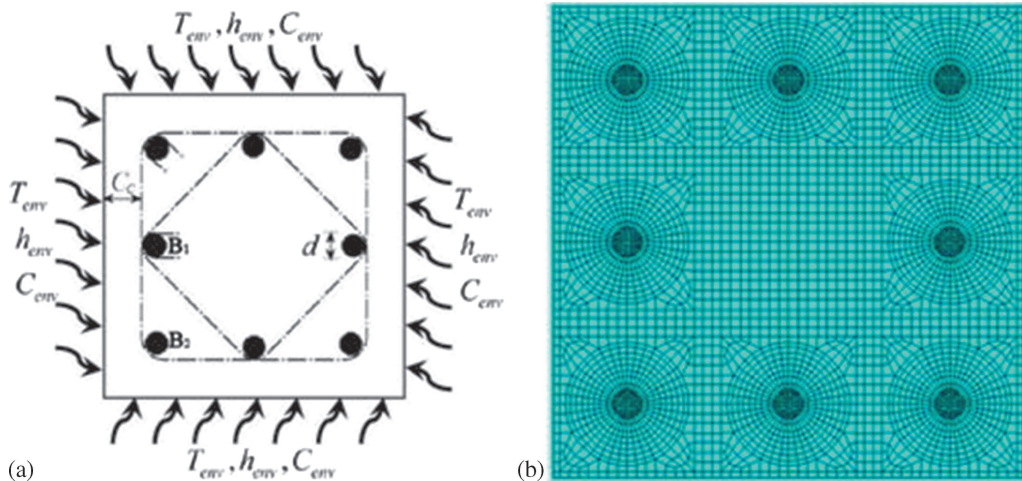 T_env, h_env, C_env
C_c
T_env
h_env
C_env
B₁
d
B₂
T_env
h_env
C_env
T_env, h_env, C_env
(a)
(b)